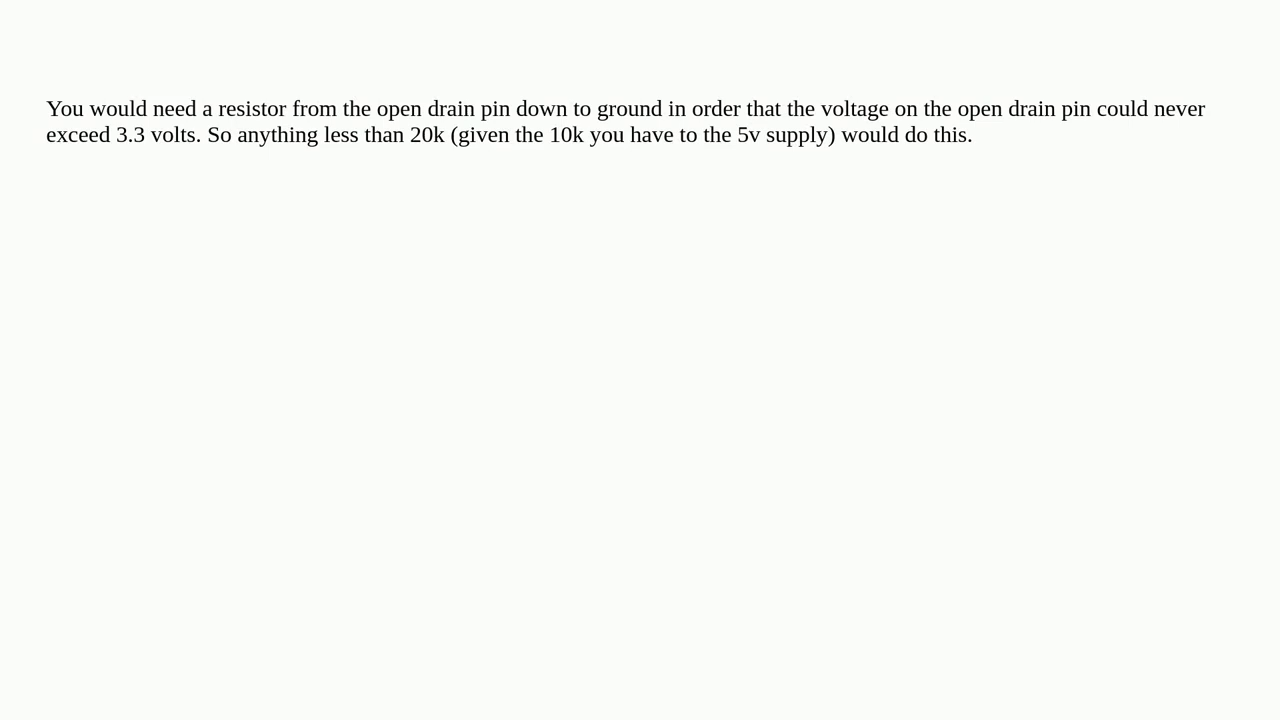 You would need a resistor from the open drain pin down to ground in order that the voltage on the open drain pin could never
exceed 3.3 volts. So anything less than 20k (given the 10k you have to the 5v supply) would do this.